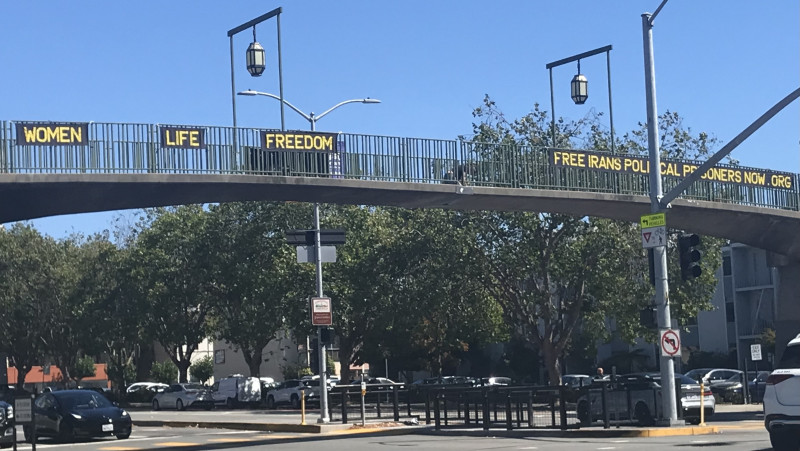 WOMEN
LIFE
FREEDOM
FREE IRANS POLITICAL PRISONERS NOW.ORG